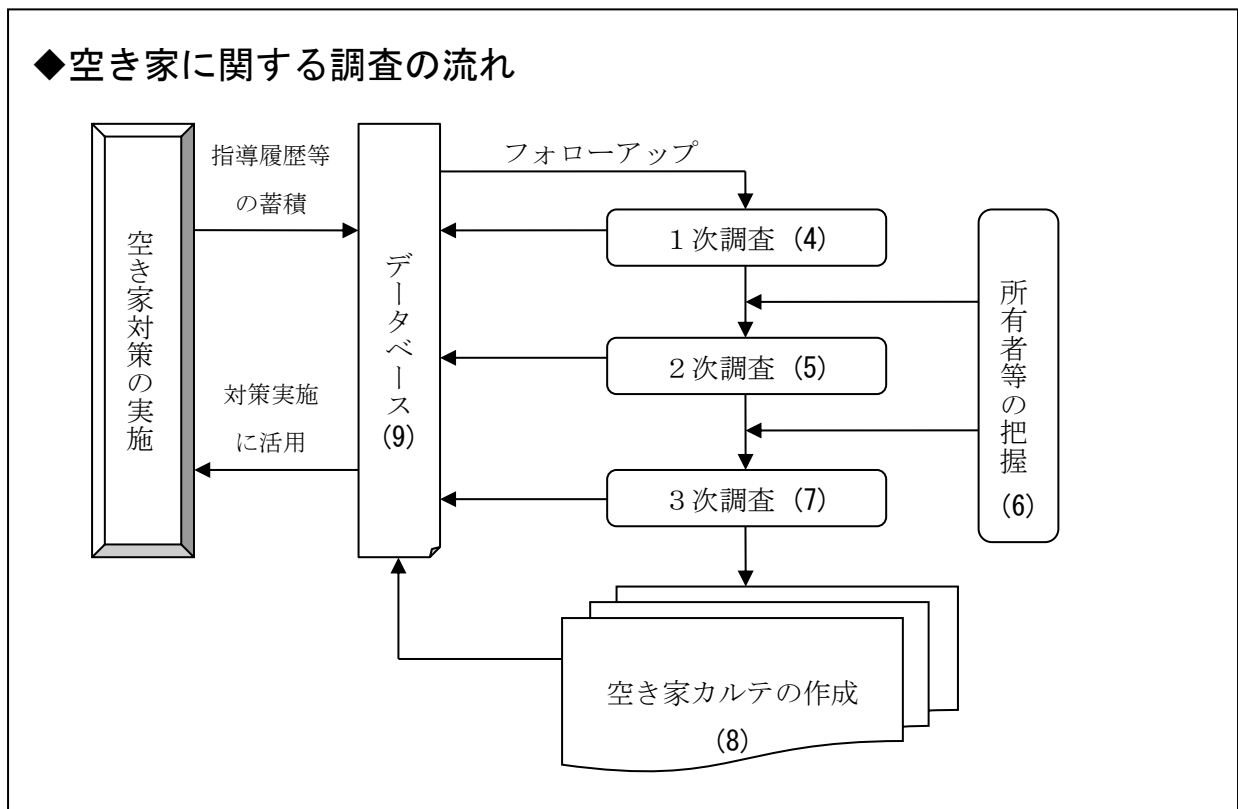 ◆空き家に関する調査の流れ
空き家対策の実施
指導履歴等
の蓄積
対策実施
に活用
データベース
(9)
フォローアップ
１次調査 (4)
２次調査 (5)
３次調査 (7)
所有者等の把握
(6)
空き家カルテの作成
(8)